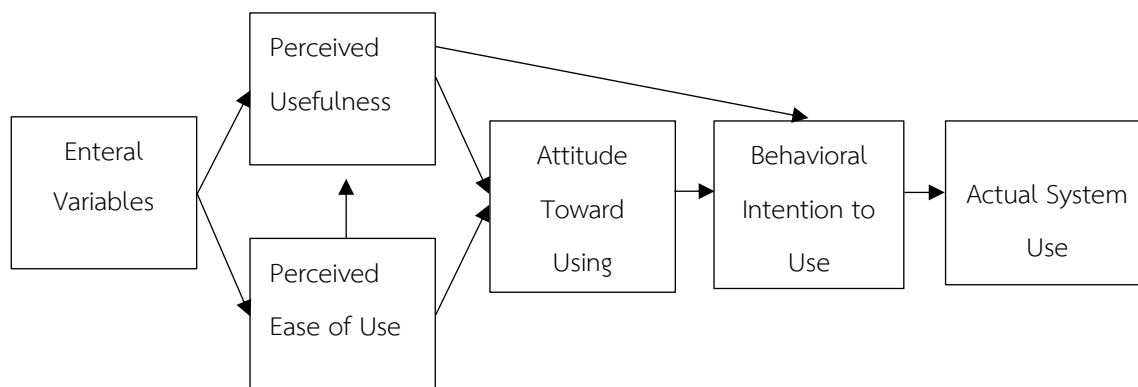 Enteral
Variables
Perceived
Usefulness
Perceived
Ease of Use
Attitude
Toward
Using
Behavioral
Intention to
Use
Actual System
Use